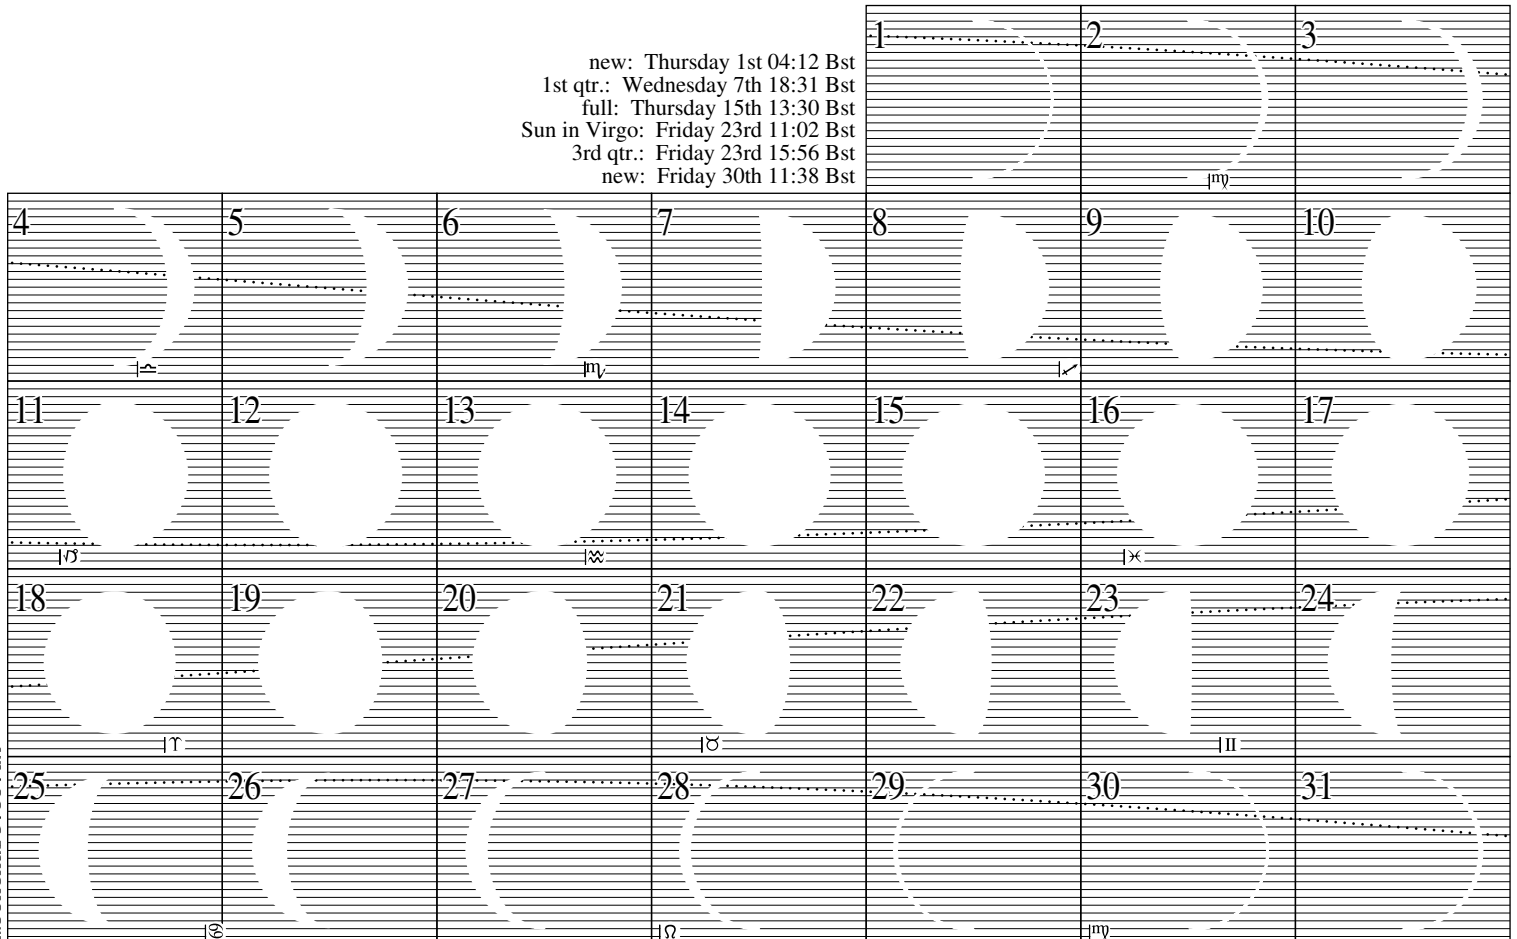 new: Thursday 1st 04:12 Bst
1st qtr.: Wednesday 7th 18:31 Bst
full: Thursday 15th 13:30 Bst
Sun in Virgo: Friday 23rd 11:02 Bst
3rd qtr.: Friday 23rd 15:56 Bst
new: Friday 30th 11:38 Bst
1 2 3
♍
4 5 6 7 8 9 10
♎ ♏ ♐
11 12 13 14 15 16 17
♑ ♒ ♓
18 19 20 21 22 23 24
♈ ♉ ♊
25 26 27 28 29 30 31
♋ ♌ ♍